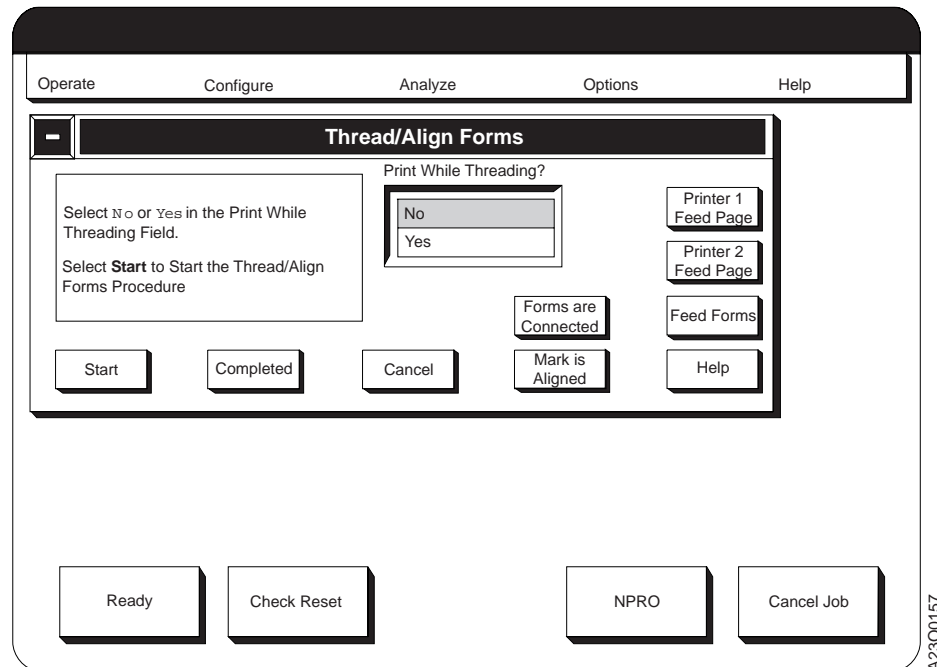 Operate Configure Analyze Options Help
Thread/Align Forms
Print While Threading?
Select No or Yes in the Print While
Threading Field.
Select Start to Start the Thread/Align
Forms Procedure
No
Yes
Printer 1
Feed Page
Printer 2
Feed Page
Forms are
Connected
Feed Forms
Start
Completed
Cancel
Mark is
Aligned
Help
Ready
Check Reset
NPRO
Cancel Job
A23O0157